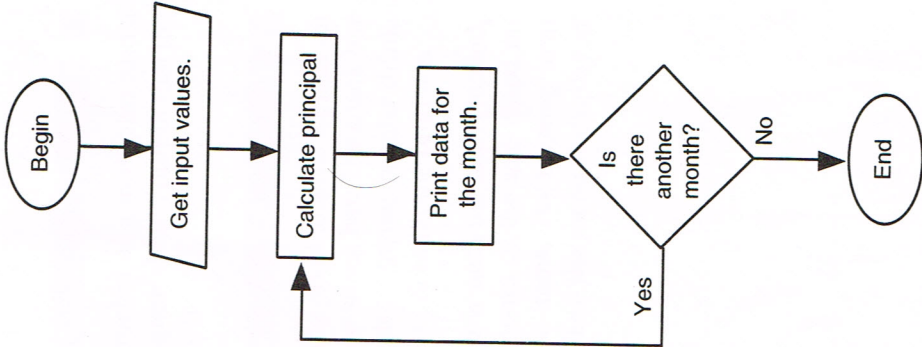 Begin
Get input values.
Calculate principal
Print data for
the month.
Is
there
another
month?
Yes
No
End